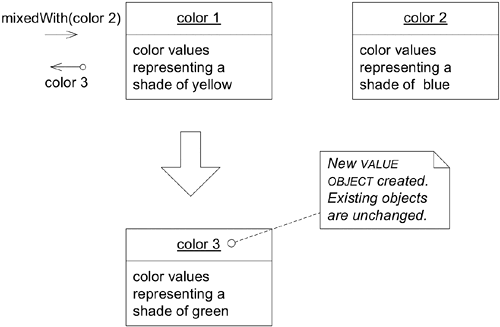 mixedWith(color 2)
color 3
color 1
color values
representing a
shade of yellow
color 2
color values
representing a
shade of blue
New VALUE
OBJECT created.
Existing objects
are unchanged.
color 3
color values
representing a
shade of green